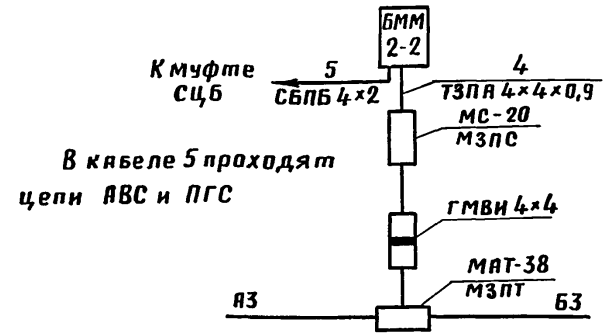 БММ
2-2
К муфте
СЦБ
5
СБПБ 4×2
4
ТЗПА 4×4×0,9
МС-20
МЗПС
В кабеле 5 проходят
цепи АВС и ПГС
ГМВИ 4×4
МАТ-38
МЗПТ
АЗ
БЗ